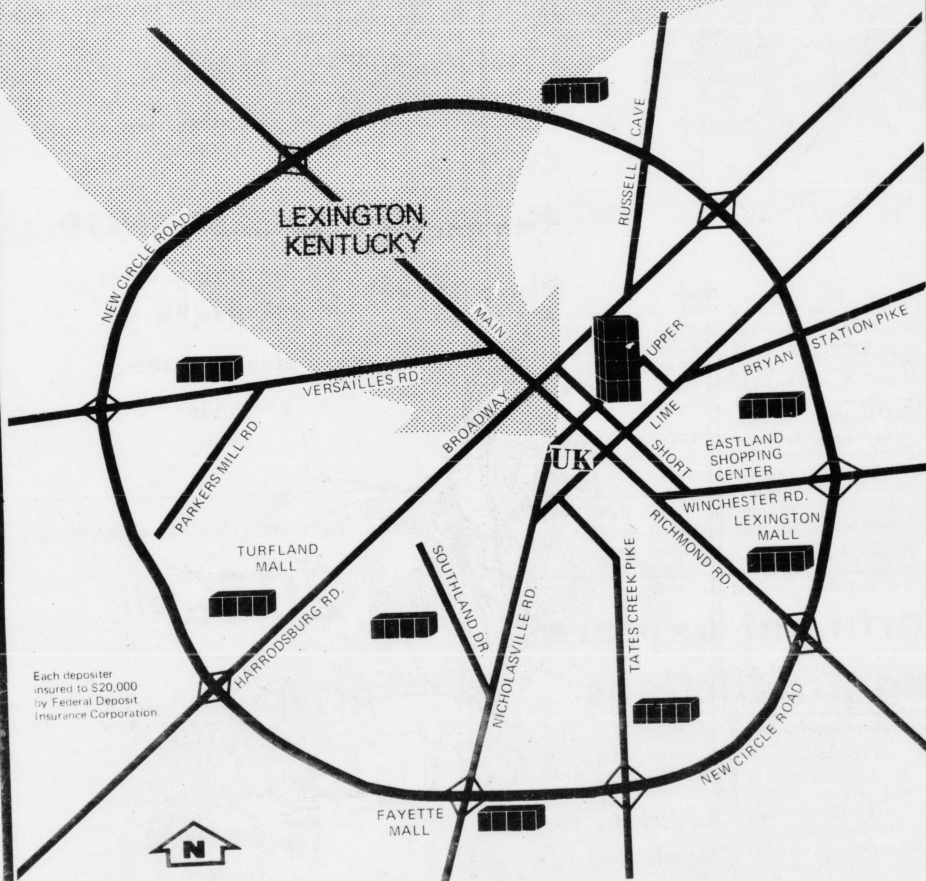 RUSSELL CAVE
LEXINGTON,
KENTUCKY
NEW CIRCLE ROAD
MAIN
UPPER
BRYAN STATION PIKE
VERSAILLES RD.
BROADWAY
LIME
SHORT
EASTLAND
SHOPPING
CENTER
UK
PARKERS MILL RD.
WINCHESTER RD.
RICHMOND RD.
LEXINGTON
MALL
TURFLAND
MALL
SOUTHLAND DR.
TATES CREEK PIKE
HARRODSBURG RD.
NICHOLASVILLE RD.
Each depositer
insured to $20,000
by Federal Deposit
Insurance Corporation.
NEW CIRCLE ROAD
FAYETTE
MALL
N